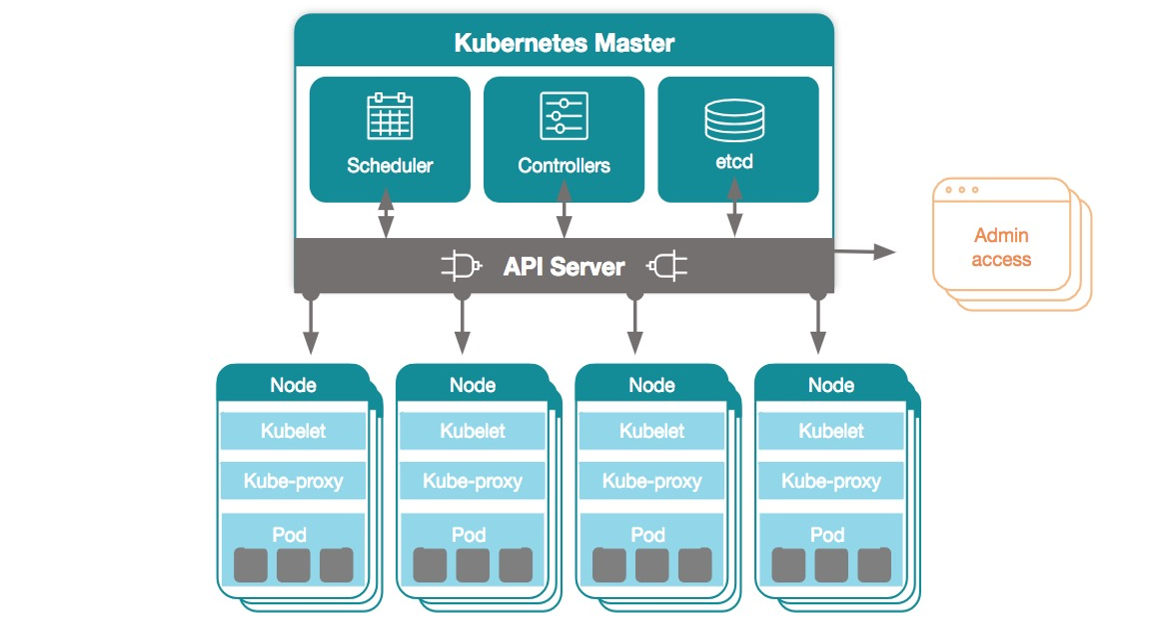 Kubernetes Master
Scheduler
Controllers
etcd
API Server
Admin
access
Node
Kubelet
Kube-proxy
Pod
Node
Kubelet
Kube-proxy
Pod
Node
Kubelet
Kube-proxy
Pod
Node
Kubelet
Kube-proxy
Pod